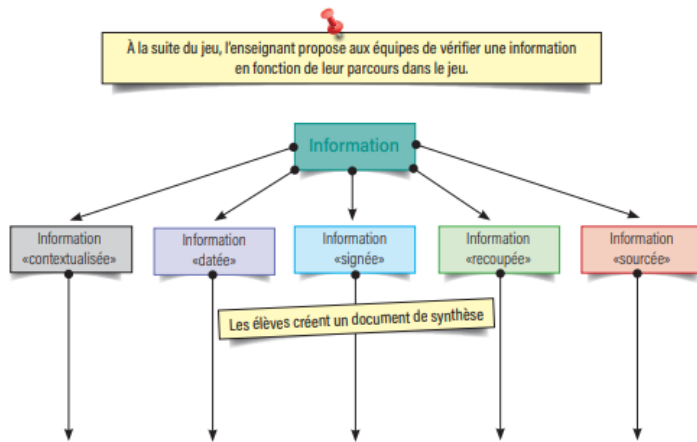 À la suite du jeu, l'enseignant propose aux équipes de vérifier une information
en fonction de leur parcours dans le jeu.
Information
Information
«contextualisée»
Information
«datée»
Information
«signée»
Information
«recoupée»
Information
«sourcée»
Les élèves créent un document de synthèse